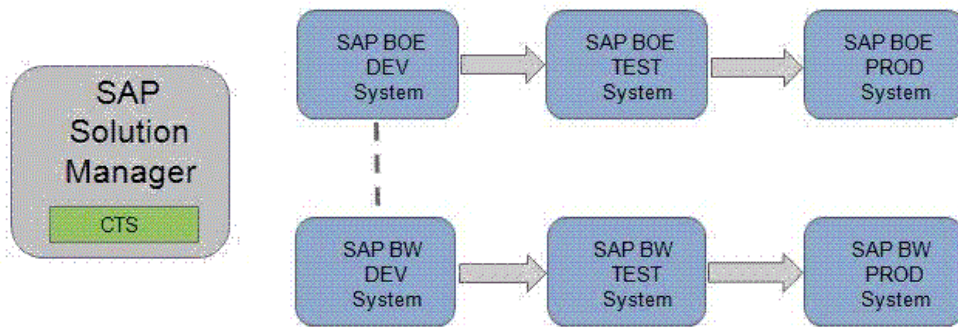 SAP
Solution
Manager
CTS
SAP BOE
DEV
System
SAP BOE
TEST
System
SAP BOE
PROD
System
SAP BW
DEV
System
SAP BW
TEST
System
SAP BW
PROD
System